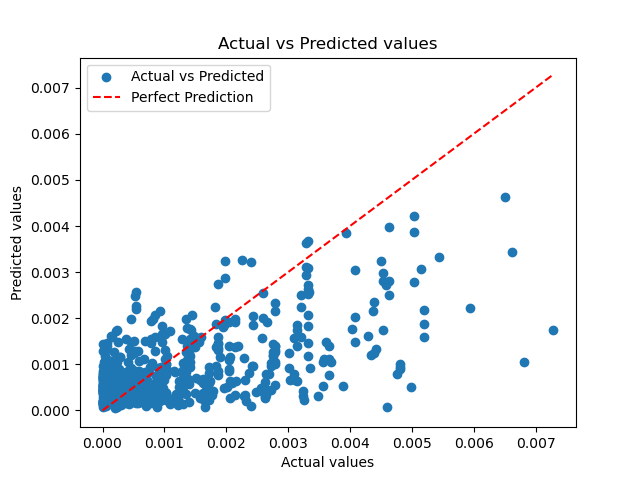 Actual vs Predicted values
Actual vs Predicted
Perfect Prediction
0.007
0.006
0.005
0.004
0.003
0.002
0.001
0.000
Predicted values
0.000 0.001 0.002 0.003 0.004 0.005 0.006 0.007
Actual values